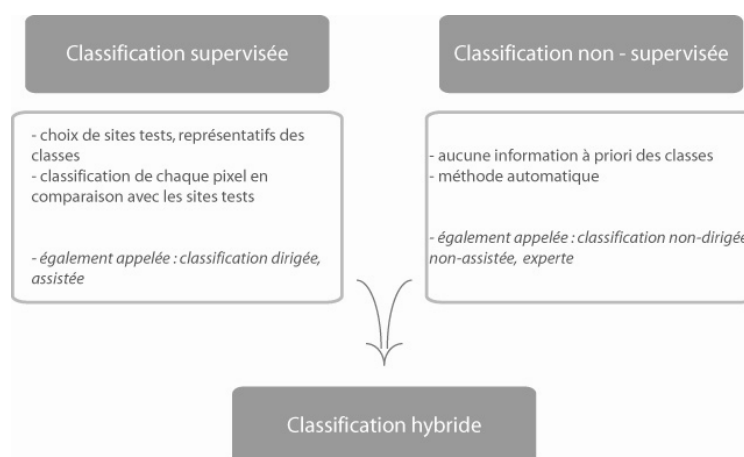 Classification supervisée
- choix de sites tests, représentatifs des
classes
- classification de chaque pixel en
comparaison avec les sites tests
- également appelée : classification dirigée,
assistée
Classification non - supervisée
- aucune information à priori des classes
- méthode automatique
- également appelée : classification non-dirigée
non-assistée, experte
Classification hybride